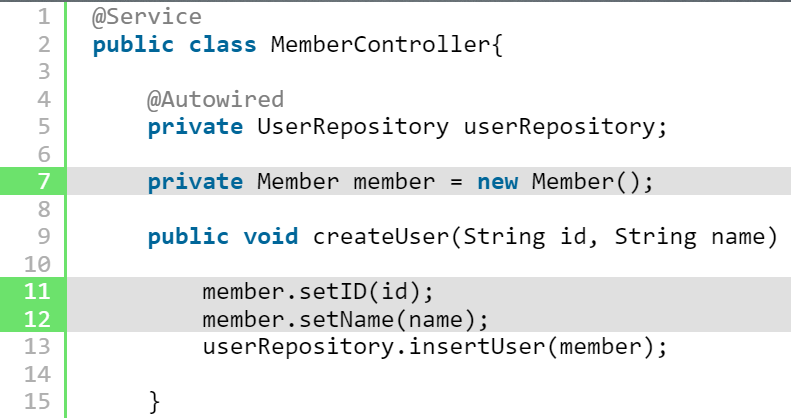 1 @Service
2 public class MemberController{
3
4 @Autowired
5 private UserRepository userRepository;
6
7 private Member member = new Member();
8
9 public void createUser(String id, String name)
10
11 member.setID(id);
12 member.setName(name);
13 userRepository.insertUser(member);
14
15 }